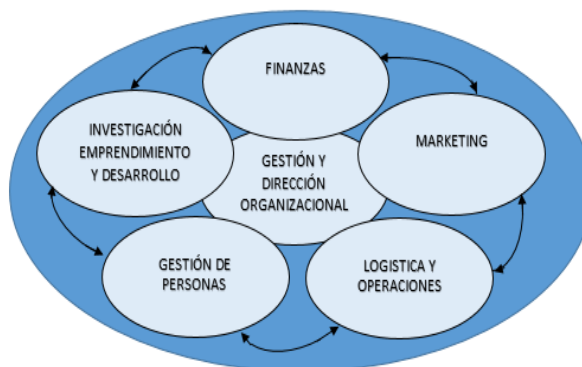 FINANZAS
INVESTIGACIÓN
EMPRENDIMIENTO
Y DESARROLLO
MARKETING
GESTIÓN Y
DIRECCIÓN
ORGANIZACIONAL
GESTIÓN DE
PERSONAS
LOGISTICA Y
OPERACIONES